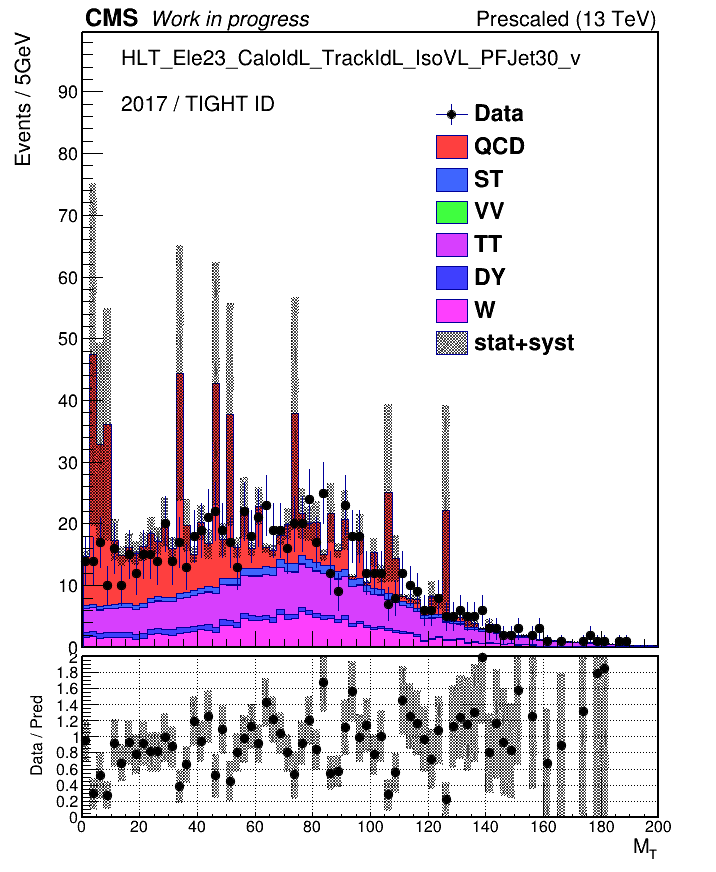 CMS Work in progress Prescaled (13 TeV)
Events / 5GeV
HLT_Ele23_CaloIdL_TrackIdL_IsoVL_PFJet30_v
2017 / TIGHT ID
Data
QCD
ST
VV
TT
DY
W
stat+syst
90
80
70
60
50
40
30
20
10
0
Data / Pred
2
1.8
1.6
1.4
1.2
1
0.8
0.6
0.4
0.2
0
0 20 40 60 80 100 120 140 160 180 200
M_T